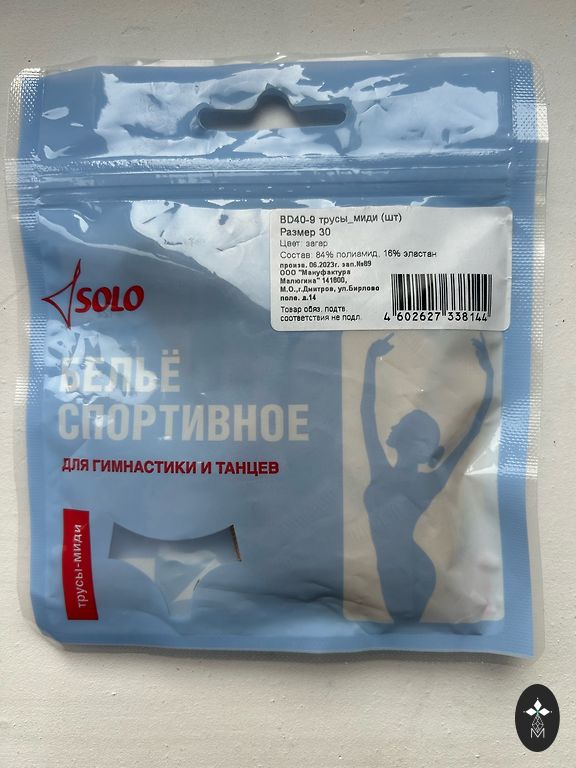 BD40-9 трусы_миди (шт)
Размер 30
Цвет: загар
Состав: 84% полиамид, 16% эластан
произв. 06.2023г. зап.№89
ООО "Мануфактура
Малюгина" 141800,
М.О.,г.Дмитров, ул.Бирлово
поле. д.14
Товар обяз. подтв.
соответствия не подл.
4 602627 338144
SOLO
БЕЛЬЁ
СПОРТИВНОЕ
ДЛЯ ГИМНАСТИКИ И ТАНЦЕВ
трусы-миди
M